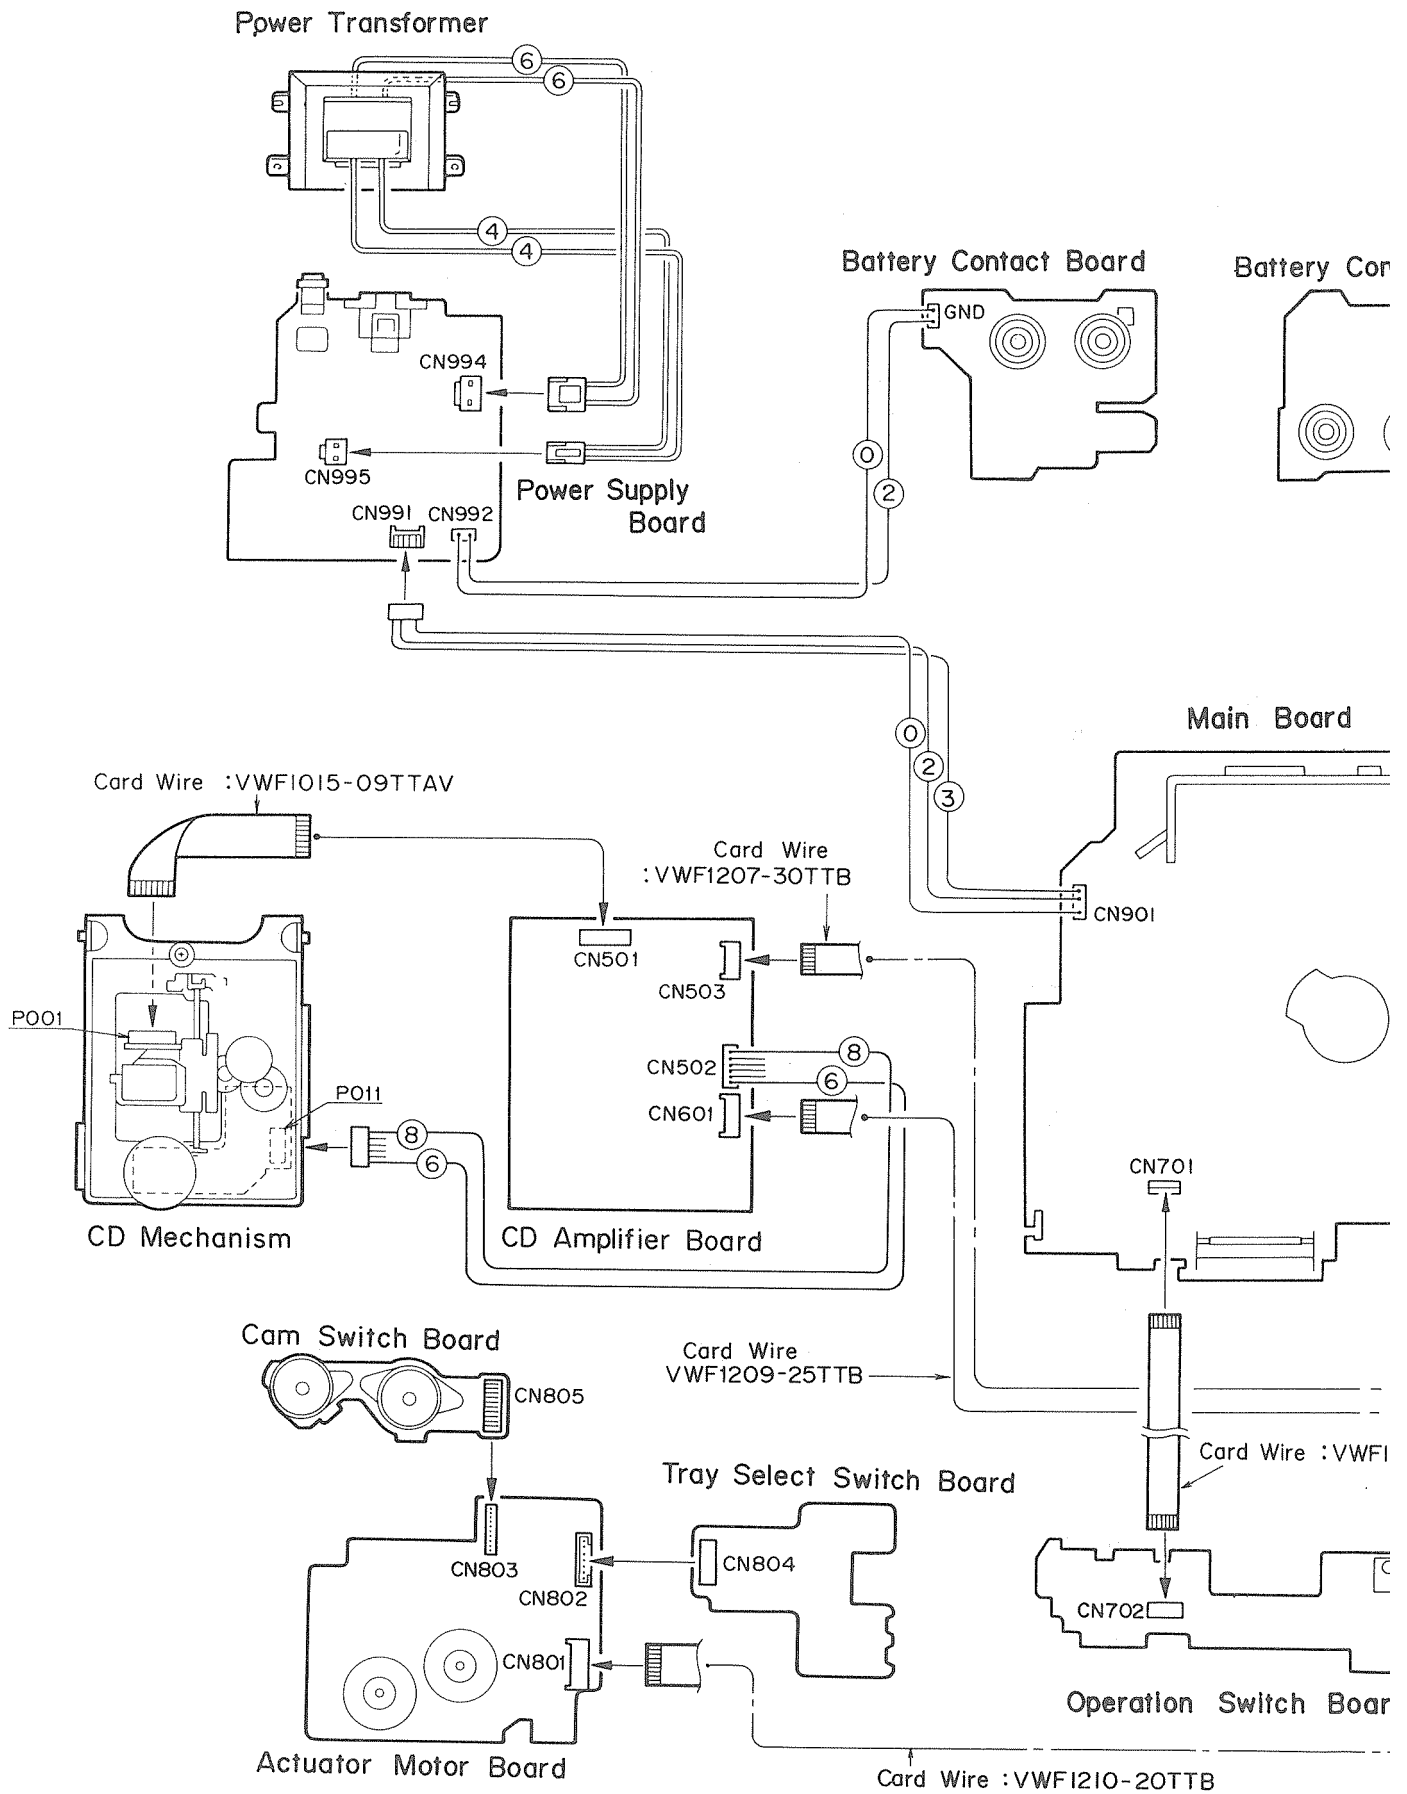 Power Transformer
6
6
4
4
Battery Contact Board
Battery Con
GND
CN994
CN995
0
2
Power Supply
Board
CN991 CN992
Main Board
0
2
3
Card Wire :VWF1015-09TTAV
Card Wire
:VWF1207-30TTB
CN901
CN501
CN503
P001
CN502
8
6
P011
CN601
8
6
CN701
CD Mechanism
CD Amplifier Board
Cam Switch Board
Card Wire
VWF1209-25TTB
CN805
Card Wire :VWF1
Tray Select Switch Board
CN803
CN802
CN804
CN702
CN801
Operation Switch Boar
Actuator Motor Board
Card Wire :VWF1210-20TTB